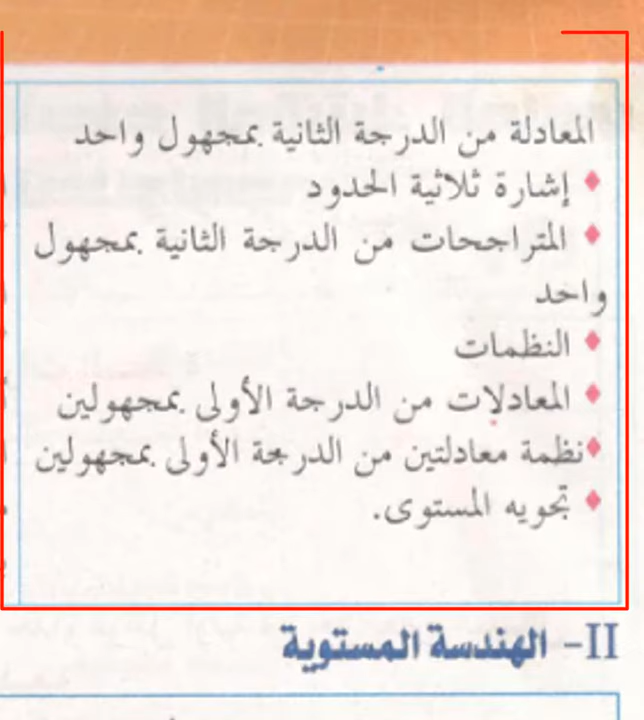 المعادلة من الدرجة الثانية بمجهول واحد
♦ إشارة ثلاثية الحدود
♦ المتراجحات من الدرجة الثانية بمجهول
واحد
♦ النظمات
♦ المعادلات من الدرجة الأولى بمجهولين
♦نظمة معادلتين من الدرجة الأولى بمجهولين
♦ تجويه المستوى.
II- الهندسة المستوية